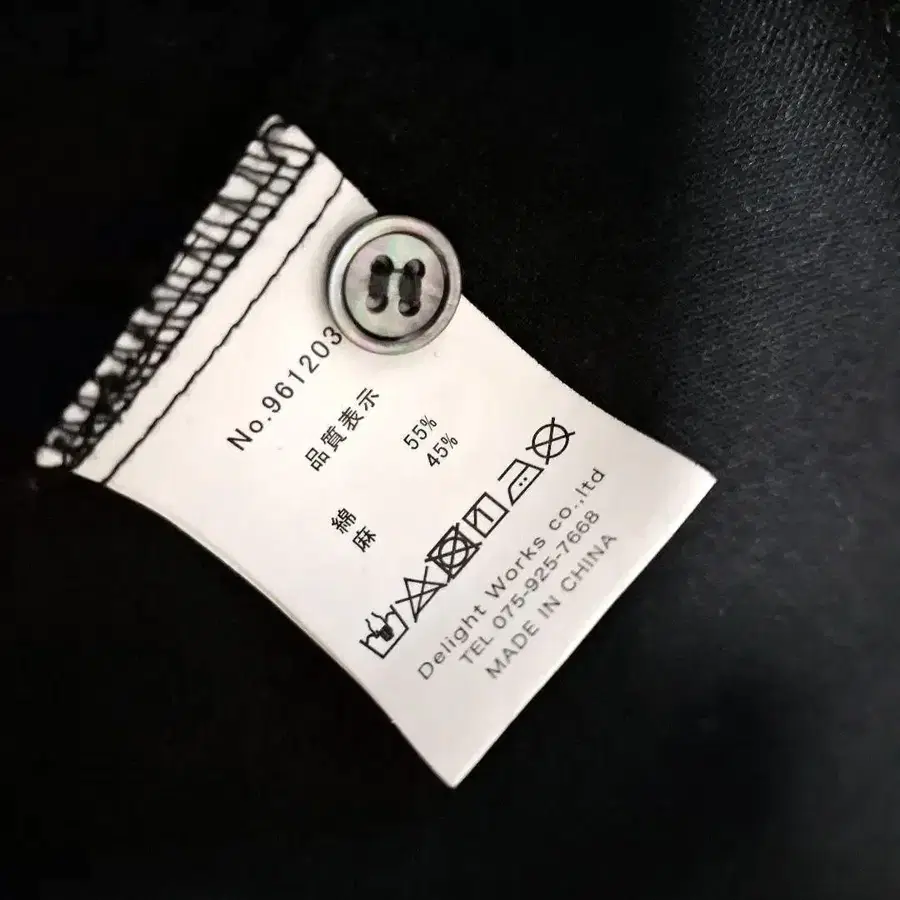 No.961203
品質表示
綿 55%
麻 45%
Delight Works co.,ltd
TEL 075-925-7668
MADE IN CHINA